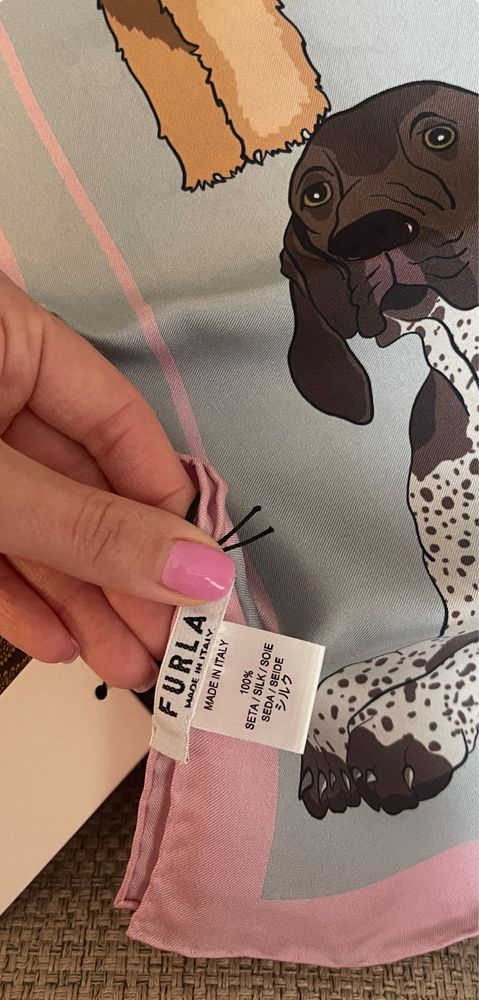 FURLA
MADE IN ITALY
MADE IN ITALY
100%
SETA / SILK / SOIE
SEDA / SEIDE
シルク